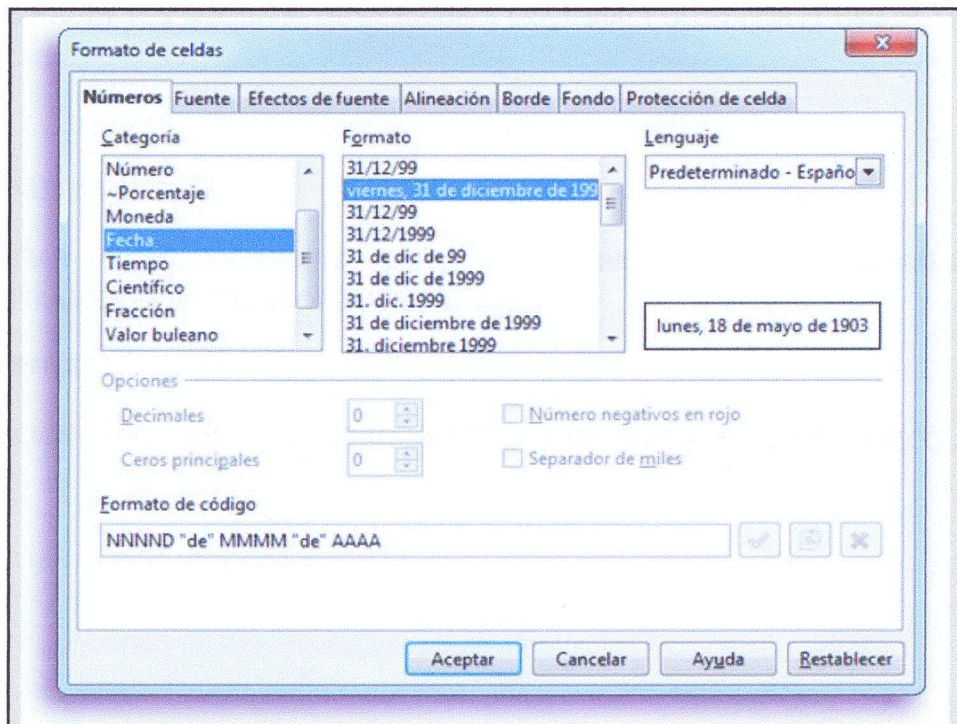 Formato de celdas
Números Fuente Efectos de fuente Alineación Borde Fondo Protección de celda
Categoría
Número
~Porcentaje
Moneda
Fecha
Tiempo
Científico
Fracción
Valor buleano
Formato
31/12/99
viernes, 31 de diciembre de 199
31/12/99
31/12/1999
31 de dic de 99
31 de dic de 1999
31. dic. 1999
31 de diciembre de 1999
31. diciembre 1999
Lenguaje
Predeterminado - Españo
lunes, 18 de mayo de 1903
Opciones
Decimales 0
Número negativos en rojo
Ceros principales 0
Separador de miles
Formato de código
NNNND "de" MMMM "de" AAAA
Aceptar Cancelar Ayuda Restablecer